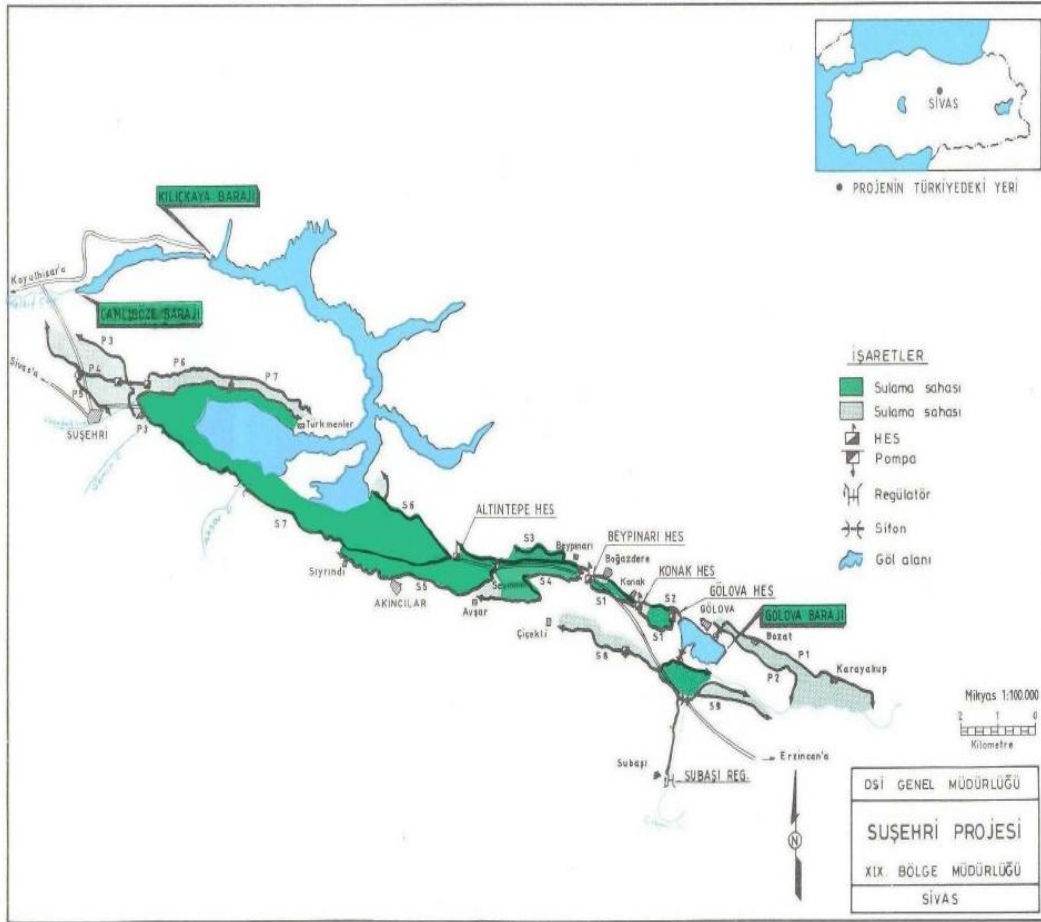 SİVAS
• PROJENİN TÜRKİYEDEKİ YERİ
KILIÇKAYA BARAJI
Koyulhisar'a
ÇAMLIGÖZE BARAJI
P3
P6
P7
P4
P5
Sivas'a
SUŞEHRİ
P3
Türkmenler
S7
S6
ALTINTEPE HES
S3
Beypınarı
BEYPINARI HES
Boğazdere
Sıyrındı
S5
AKINCILAR
S4
Avşar
S1
Konak
KONAK HES
S2
GÖLOVA HES
S1
GÖLOVA
GÖLOVA BARAJI
Bozat
P1
P2
Karayakup
Çiçekli
S8
S9
Erzincan'a
Subaşı
SUBAŞI REG.
İŞARETLER
Sulama sahası
Sulama sahası
HES
Pompa
Regülatör
Sifon
Göl alanı
Mikyas 1:100.000
2 1 0
Kilometre
N
DSİ GENEL MÜDÜRLÜĞÜ
SUŞEHRİ PROJESİ
XIX. BÖLGE MÜDÜRLÜĞÜ
SİVAS